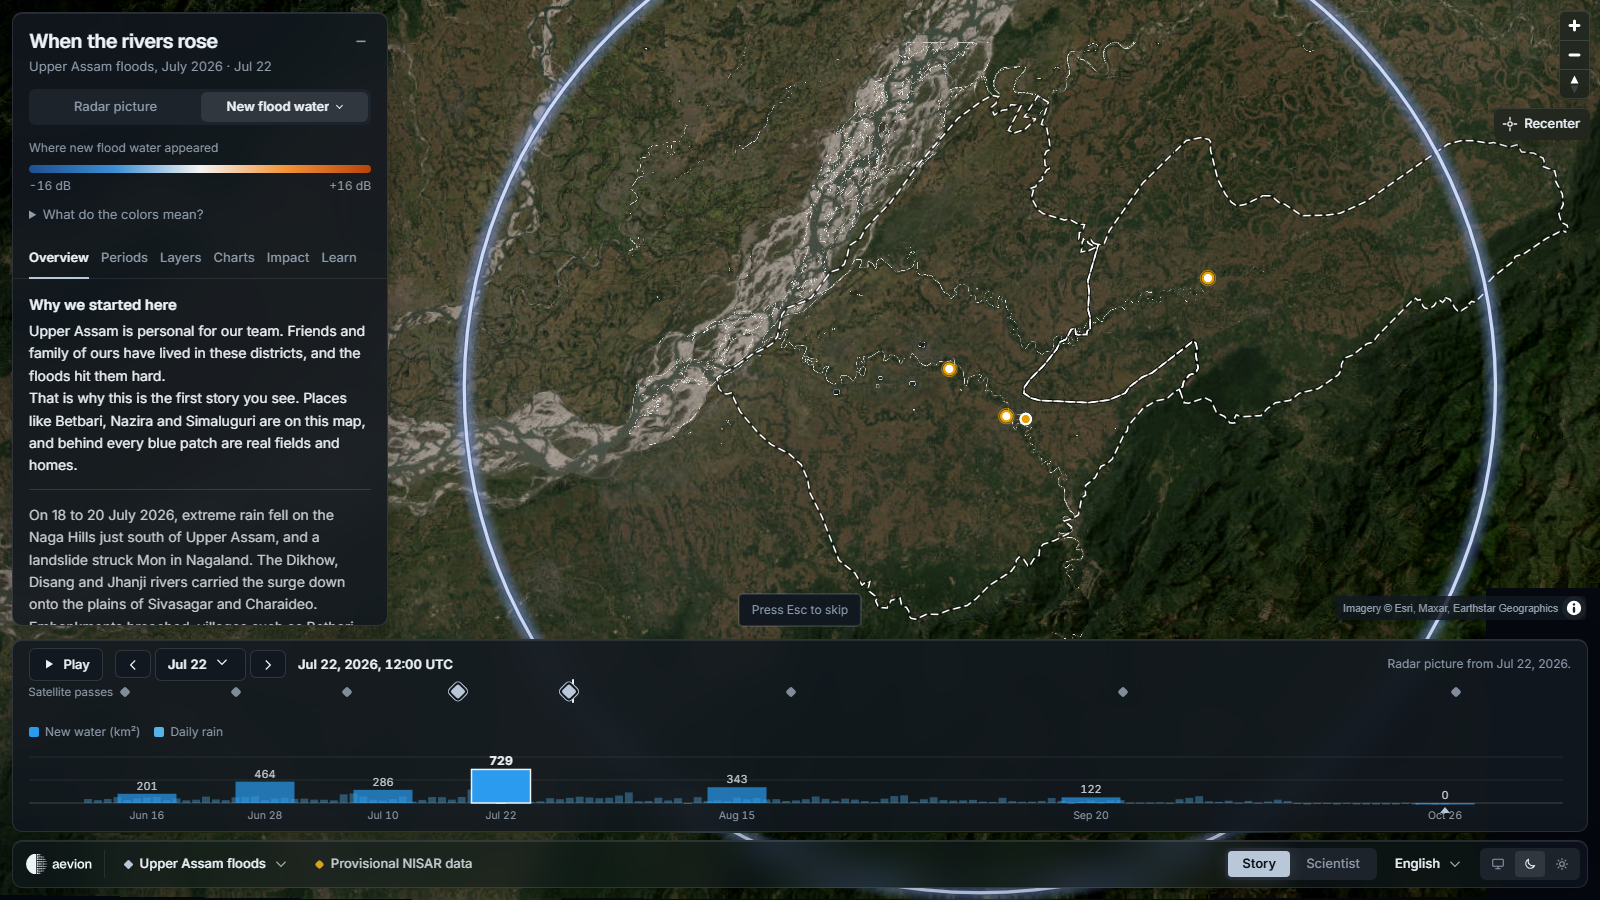 When the rivers rose
Upper Assam floods, July 2026 · Jul 22
Radar picture
New flood water
Where new flood water appeared
-16 dB
+16 dB
What do the colors mean?
Overview Periods Layers Charts Impact Learn
Why we started here
Upper Assam is personal for our team. Friends and
family of ours have lived in these districts, and the
floods hit them hard.
That is why this is the first story you see. Places
like Betbari, Nazira and Simaluguri are on this map,
and behind every blue patch are real fields and
homes.
On 18 to 20 July 2026, extreme rain fell on the
Naga Hills just south of Upper Assam, and a
landslide struck Mon in Nagaland. The Dikhow,
Disang and Jhanji rivers carried the surge down
onto the plains of Sivasagar and Charaideo.
Embankments breached, villages such as Betbari
Recenter
Press Esc to skip
Imagery © Esri, Maxar, Earthstar Geographics
Play
Jul 22
Jul 22, 2026, 12:00 UTC
Radar picture from Jul 22, 2026.
Satellite passes
New water (km²)
Daily rain
201
464
286
729
343
122
0
Jun 16
Jun 28
Jul 10
Jul 22
Aug 15
Sep 20
Oct 26
aevion
Upper Assam floods
Provisional NISAR data
Story
Scientist
English